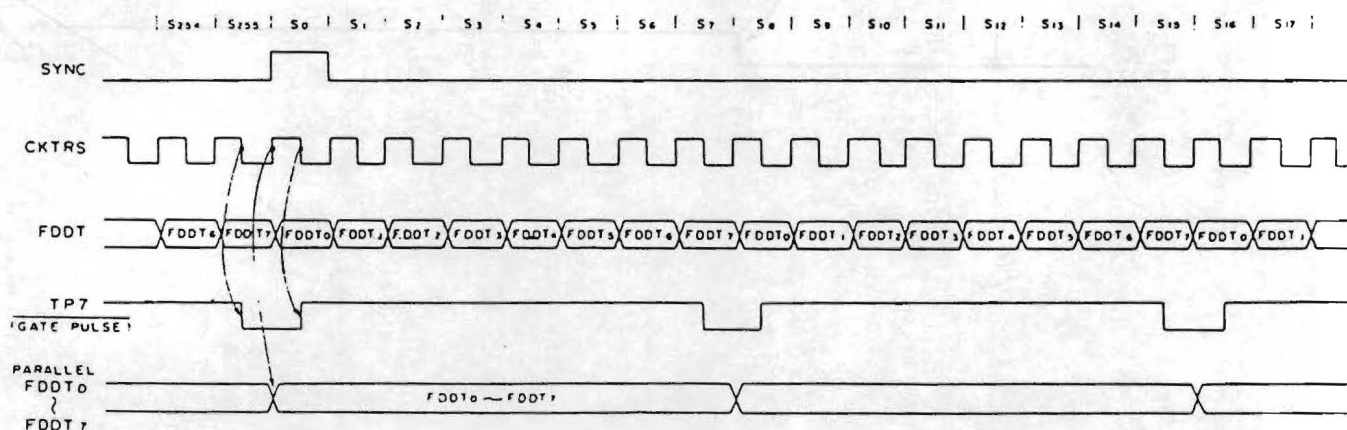 S254 S255 S0 S1 S2 S3 S4 S5 S6 S7 S8 S9 S10 S11 S12 S13 S14 S15 S16 S17
SYNC
CKTRS
FDDT FDDT6 FDDT7 FDDT0 FDDT1 FDDT2 FDDT3 FDDT4 FDDT5 FDDT6 FDDT7 FDDT0 FDDT1 FDDT2 FDDT3 FDDT4 FDDT5 FDDT6 FDDT7 FDDT0 FDDT1
TP7
(GATE PULSE)
PARALLEL
FDDT0 FDDT0 ~ FDDT7
~
FDDT7